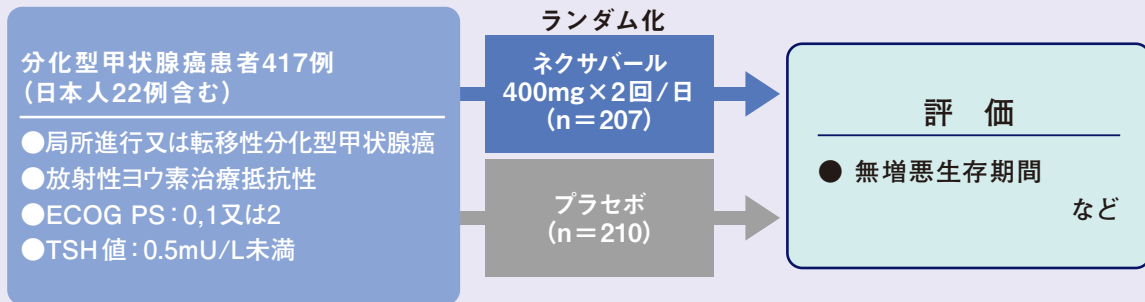 分化型甲状腺癌患者417例
（日本人22例含む）
●局所進行又は転移性分化型甲状腺癌
●放射性ヨウ素治療抵抗性
●ECOG PS：0,1又は2
●TSH値：0.5mU/L未満
ランダム化
ネクサバール
400mg×2回/日
（n＝207）
プラセボ
（n＝210）
評 価
● 無増悪生存期間
など